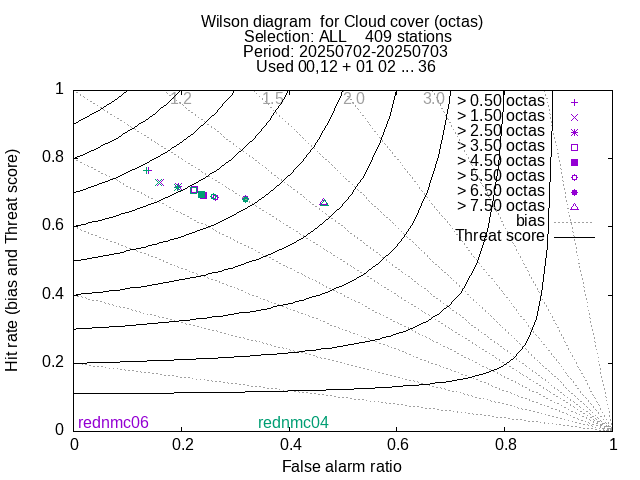 Wilson diagram  for Cloud cover (octas)
Selection: ALL    409 stations
Period: 20250702-20250703
Used 00,12 + 01 02 ... 36
1.2 1.5 2.0 3.0
> 0.50 octas
> 1.50 octas
> 2.50 octas
> 3.50 octas
> 4.50 octas
> 5.50 octas
> 6.50 octas
> 7.50 octas
bias
Threat score
1
0.8
0.6
0.4
0.2
0
Hit rate (bias and Threat score)
rednmc06 rednmc04
0 0.2 0.4 0.6 0.8 1
False alarm ratio